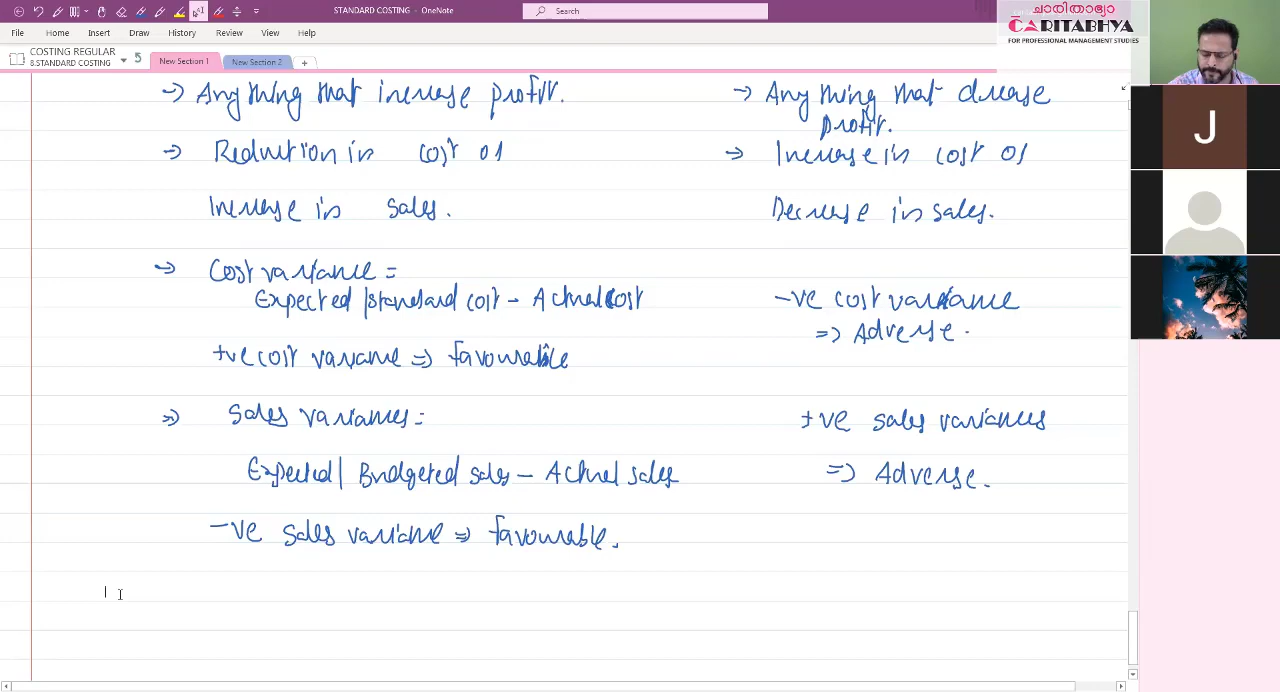 STANDARD COSTING - OneNote
Search
ചാരിതാഭ്യാ
CARITABHYA
FOR PROFESSIONAL MANAGEMENT STUDIES
File Home Insert Draw History Review View Help
COSTING REGULAR
8.STANDARD COSTING
New Section 1 New Section 2 +
J
→ Anything that increase profit. → Anything that decrease
profit.
⇒ Reduction in cost or → Increase in cost or
Increase in sales. Decrease in sales.
→ Cost variance =
Expected / standard cost - Actual cost -ve cost variance
⇒ Adverse.
+ve cost variance ⇒ favourable
⇒ Sales variances = +ve sales variances
Expected / Budgeted sales - Actual sales ⇒ Adverse.
-ve sales variance ⇒ favourable.